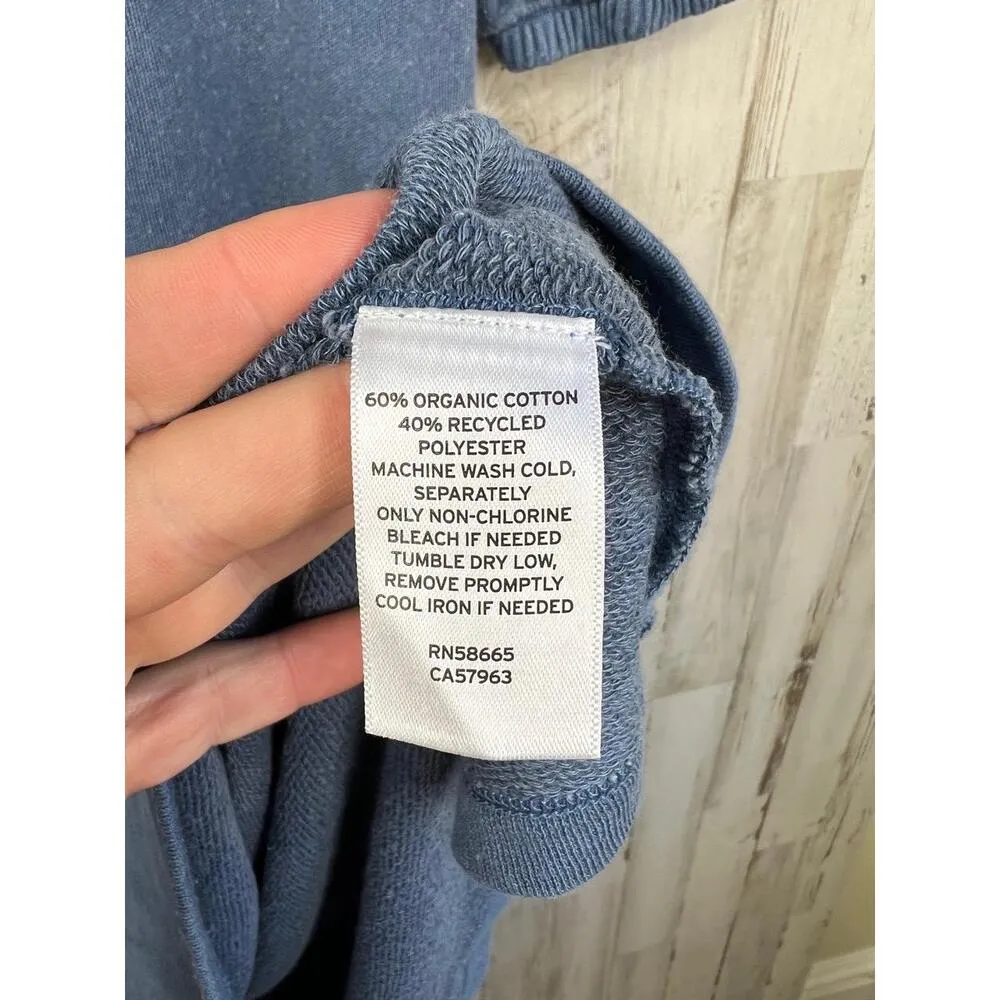 60% ORGANIC COTTON
40% RECYCLED
POLYESTER
MACHINE WASH COLD,
SEPARATELY
ONLY NON-CHLORINE
BLEACH IF NEEDED
TUMBLE DRY LOW,
REMOVE PROMPTLY
COOL IRON IF NEEDED
RN58665
CA57963